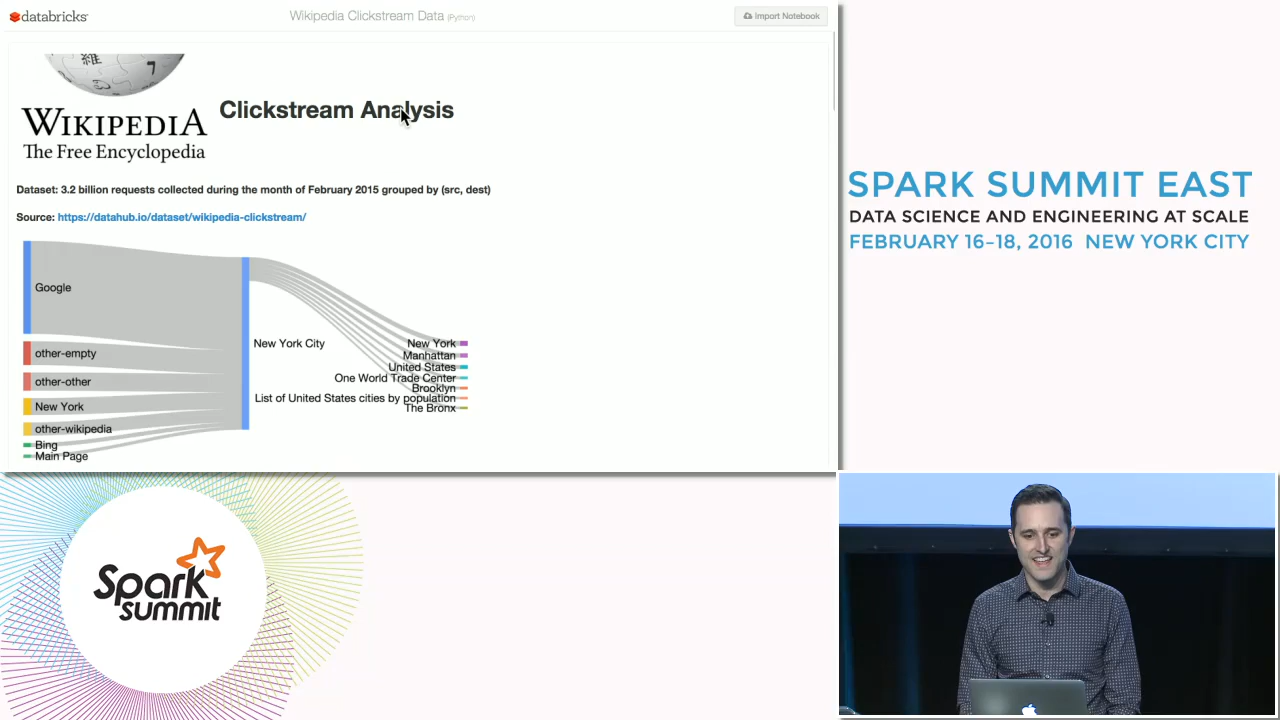 databricks
Wikipedia Clickstream Data (Python)
Import Notebook
維
WIKIPEDIA
The Free Encyclopedia
Clickstream Analysis
Dataset: 3.2 billion requests collected during the month of February 2015 grouped by (src, dest)
Source: https://datahub.io/dataset/wikipedia-clickstream/
Google
other-empty
other-other
New York
other-wikipedia
Bing
Main Page
New York City
New York
Manhattan
United States
One World Trade Center
Brooklyn
List of United States cities by population
The Bronx
SPARK SUMMIT EAST
DATA SCIENCE AND ENGINEERING AT SCALE
FEBRUARY 16–18, 2016 NEW YORK CITY
Spark
summit